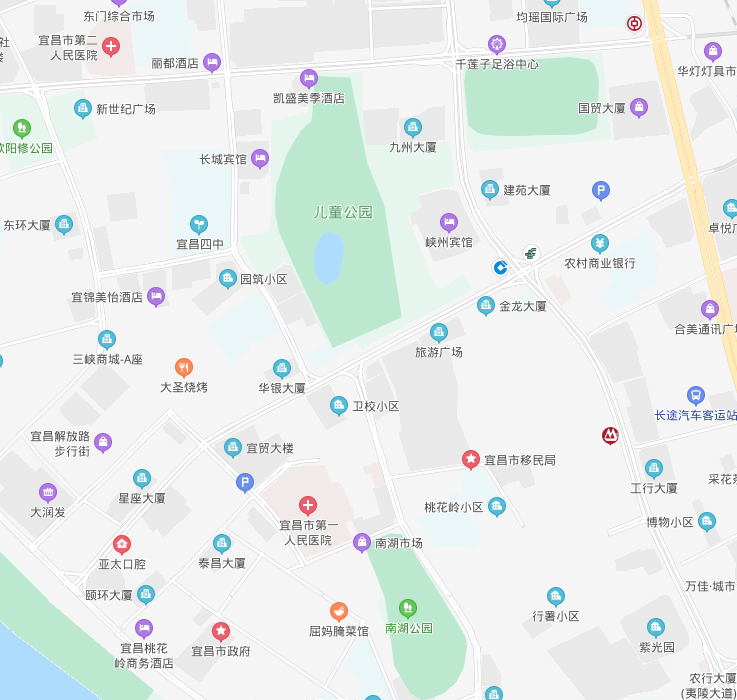 东门综合市场
均瑶国际广场
宜昌市第二
人民医院
社
千莲子足浴中心
丽都酒店
华灯灯具市
凯盛美季酒店
新世纪广场
国贸大厦
九州大厦
欧阳修公园
长城宾馆
建苑大厦
P
儿童公园
东环大厦
宜昌四中
峡州宾馆
卓悦广
农村商业银行
园筑小区
宜锦美怡酒店
金龙大厦
合美通讯广场
旅游广场
三峡商城-A座
大圣烧烤
华银大厦
卫校小区
长途汽车客运站
宜昌解放路
步行街
宜贸大楼
宜昌市移民局
P
工行大厦
采花茶
星座大厦
大润发
桃花岭小区
宜昌市第一
人民医院
博物小区
南湖市场
亚太口腔
泰昌大厦
万佳·城市
颐环大厦
行署小区
南湖公园
屈妈腌菜馆
紫光园
宜昌桃花
岭商务酒店
宜昌市政府
农行大厦
(夷陵大道)